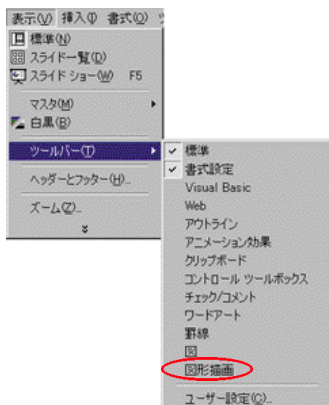 表示(V) 挿入(I) 書式(O)
標準(N)
スライド一覧(D)
スライド ショー(W) F5
マスタ(M)
白黒(B)
ツールバー(T)
ヘッダーとフッター(H)...
ズーム(Z)...
標準
書式設定
Visual Basic
Web
アウトライン
アニメーション効果
クリップボード
コントロール ツールボックス
チェック/コメント
ワードアート
罫線
図
図形描画
ユーザー設定(C)...